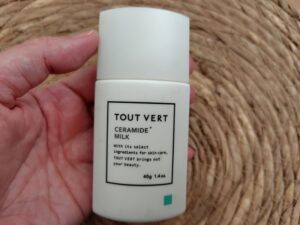 TOUT VERT
CERAMIDE+
MILK
With its select
ingredients for skin-care,
TOUT VERT brings out
your beauty.
40g 1.4oz.